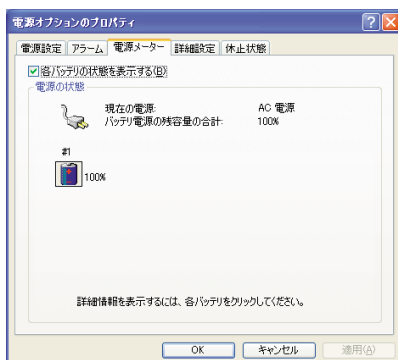 電源オプションのプロパティ
電源設定 アラーム 電源メーター 詳細設定 休止状態
各バッテリの状態を表示する(B)
電源の状態
現在の電源: AC 電源
バッテリ電源の残容量の合計: 100%
#1
100%
詳細情報を表示するには、各バッテリをクリックしてください。
OK キャンセル 適用(A)